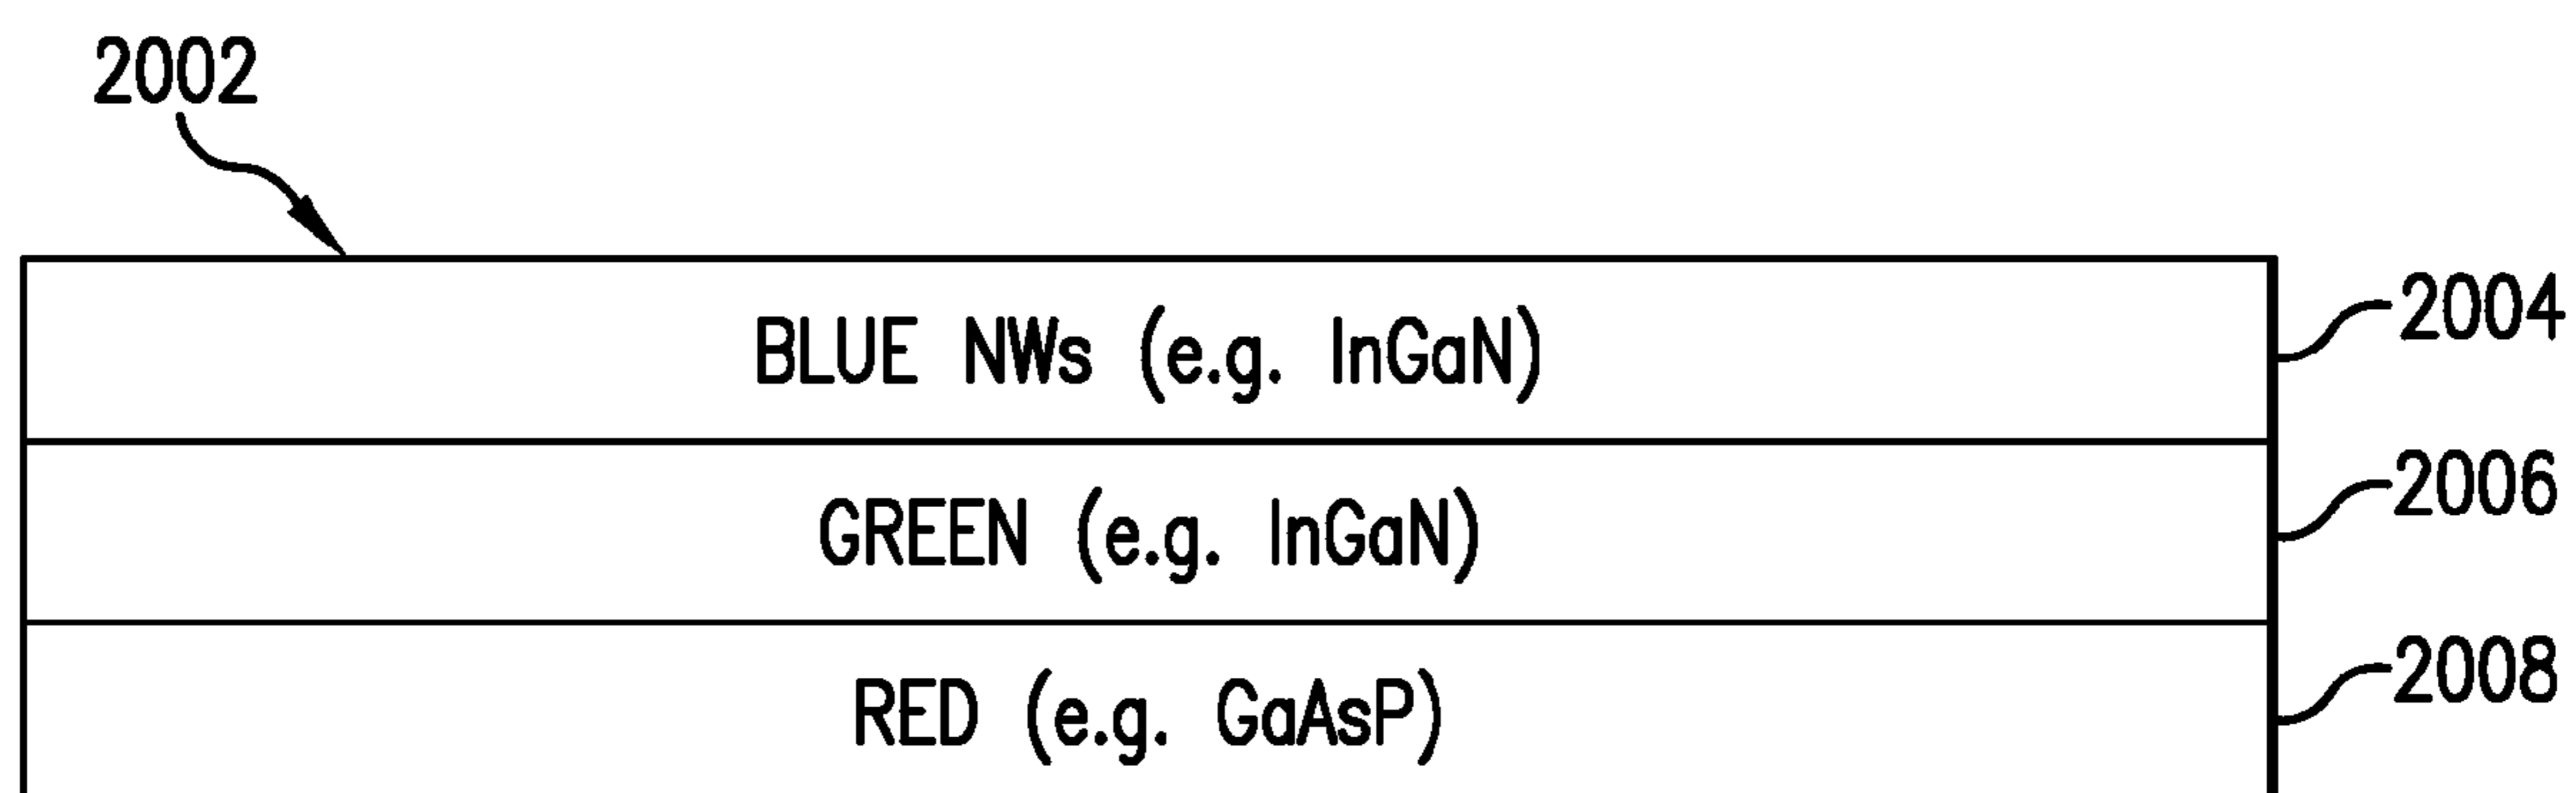 2002
BLUE NWs (e.g. InGaN)
2004
GREEN (e.g. InGaN)
2006
RED (e.g. GaAsP)
2008